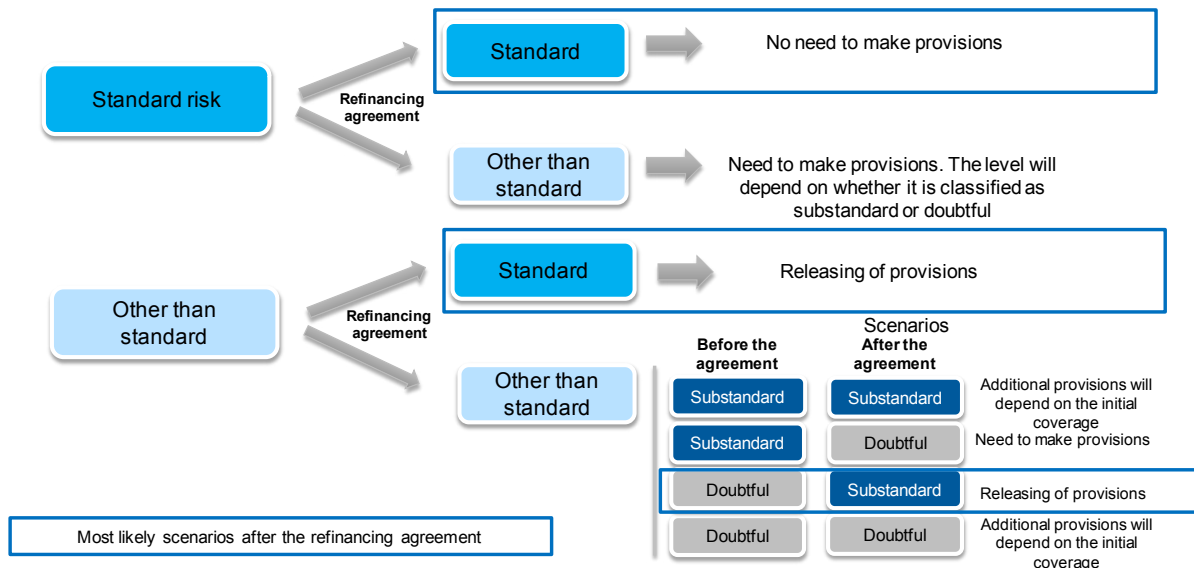 Standard risk
Refinancing
agreement
Standard
No need to make provisions
Other than
standard
Need to make provisions. The level will
depend on whether it is classified as
substandard or doubtful
Other than
standard
Refinancing
agreement
Standard
Releasing of provisions
Other than
standard
Scenarios
Before the
agreement
After the
agreement
Substandard
Substandard
Additional provisions will
depend on the initial
coverage
Substandard
Doubtful
Need to make provisions
Doubtful
Substandard
Releasing of provisions
Doubtful
Doubtful
Additional provisions will
depend on the initial
coverage
Most likely scenarios after the refinancing agreement